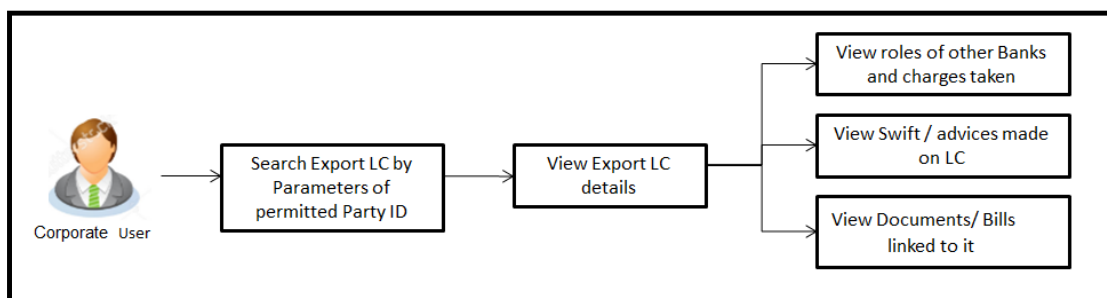 View roles of other Banks
and charges taken
Search Export LC by
Parameters of
permitted Party ID
View Export LC
details
View Swift / advices made
on LC
View Documents/ Bills
linked to it
Corporate User